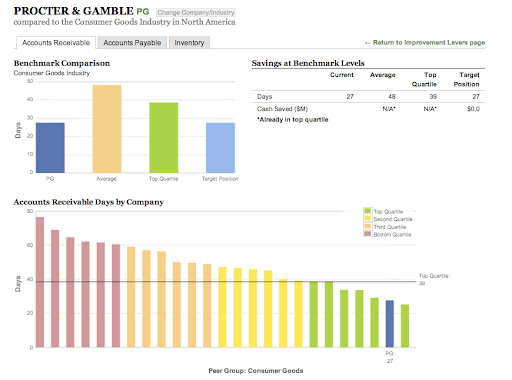 PROCTER & GAMBLE PG Change Company/Industry
compared to the Consumer Goods Industry in North America
Accounts Receivable Accounts Payable Inventory
← Return to Improvement Levers page
Benchmark Comparison
Consumer Goods Industry
50
40
30
20
10
0
Days
PG Average Top Quartile Target Position
Savings at Benchmark Levels
Current Average Top Quartile Target Position
Days 27 48 39 27
Cash Saved ($M) N/A* N/A* $0.0
*Already in top quartile
Accounts Receivable Days by Company
80
60
40
20
0
Days
Top Quartile
Second Quartile
Third Quartile
Bottom Quartile
Top Quartile:
39
PG:
27
Peer Group: Consumer Goods